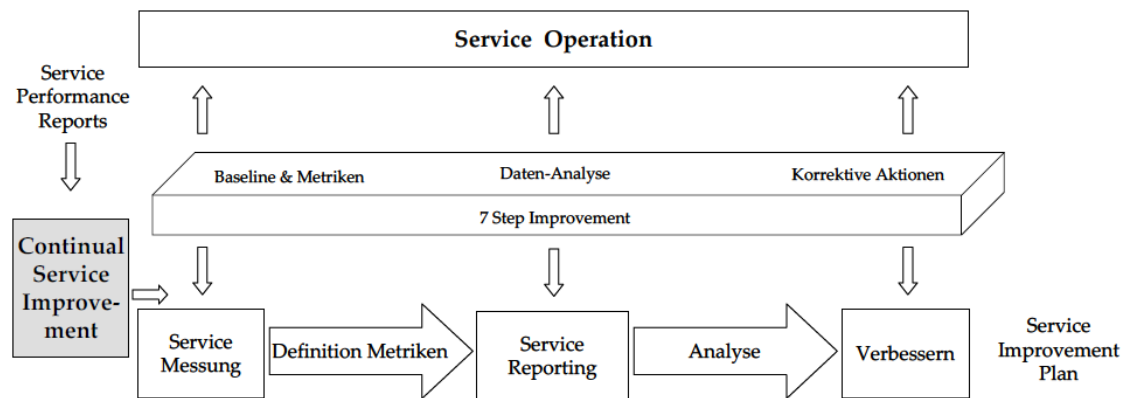 Service Operation
Service
Performance
Reports
Baseline & Metriken
Daten-Analyse
Korrektive Aktionen
7 Step Improvement
Continual
Service
Improve-
ment
Service
Messung
Definition Metriken
Service
Reporting
Analyse
Verbessern
Service
Improvement
Plan